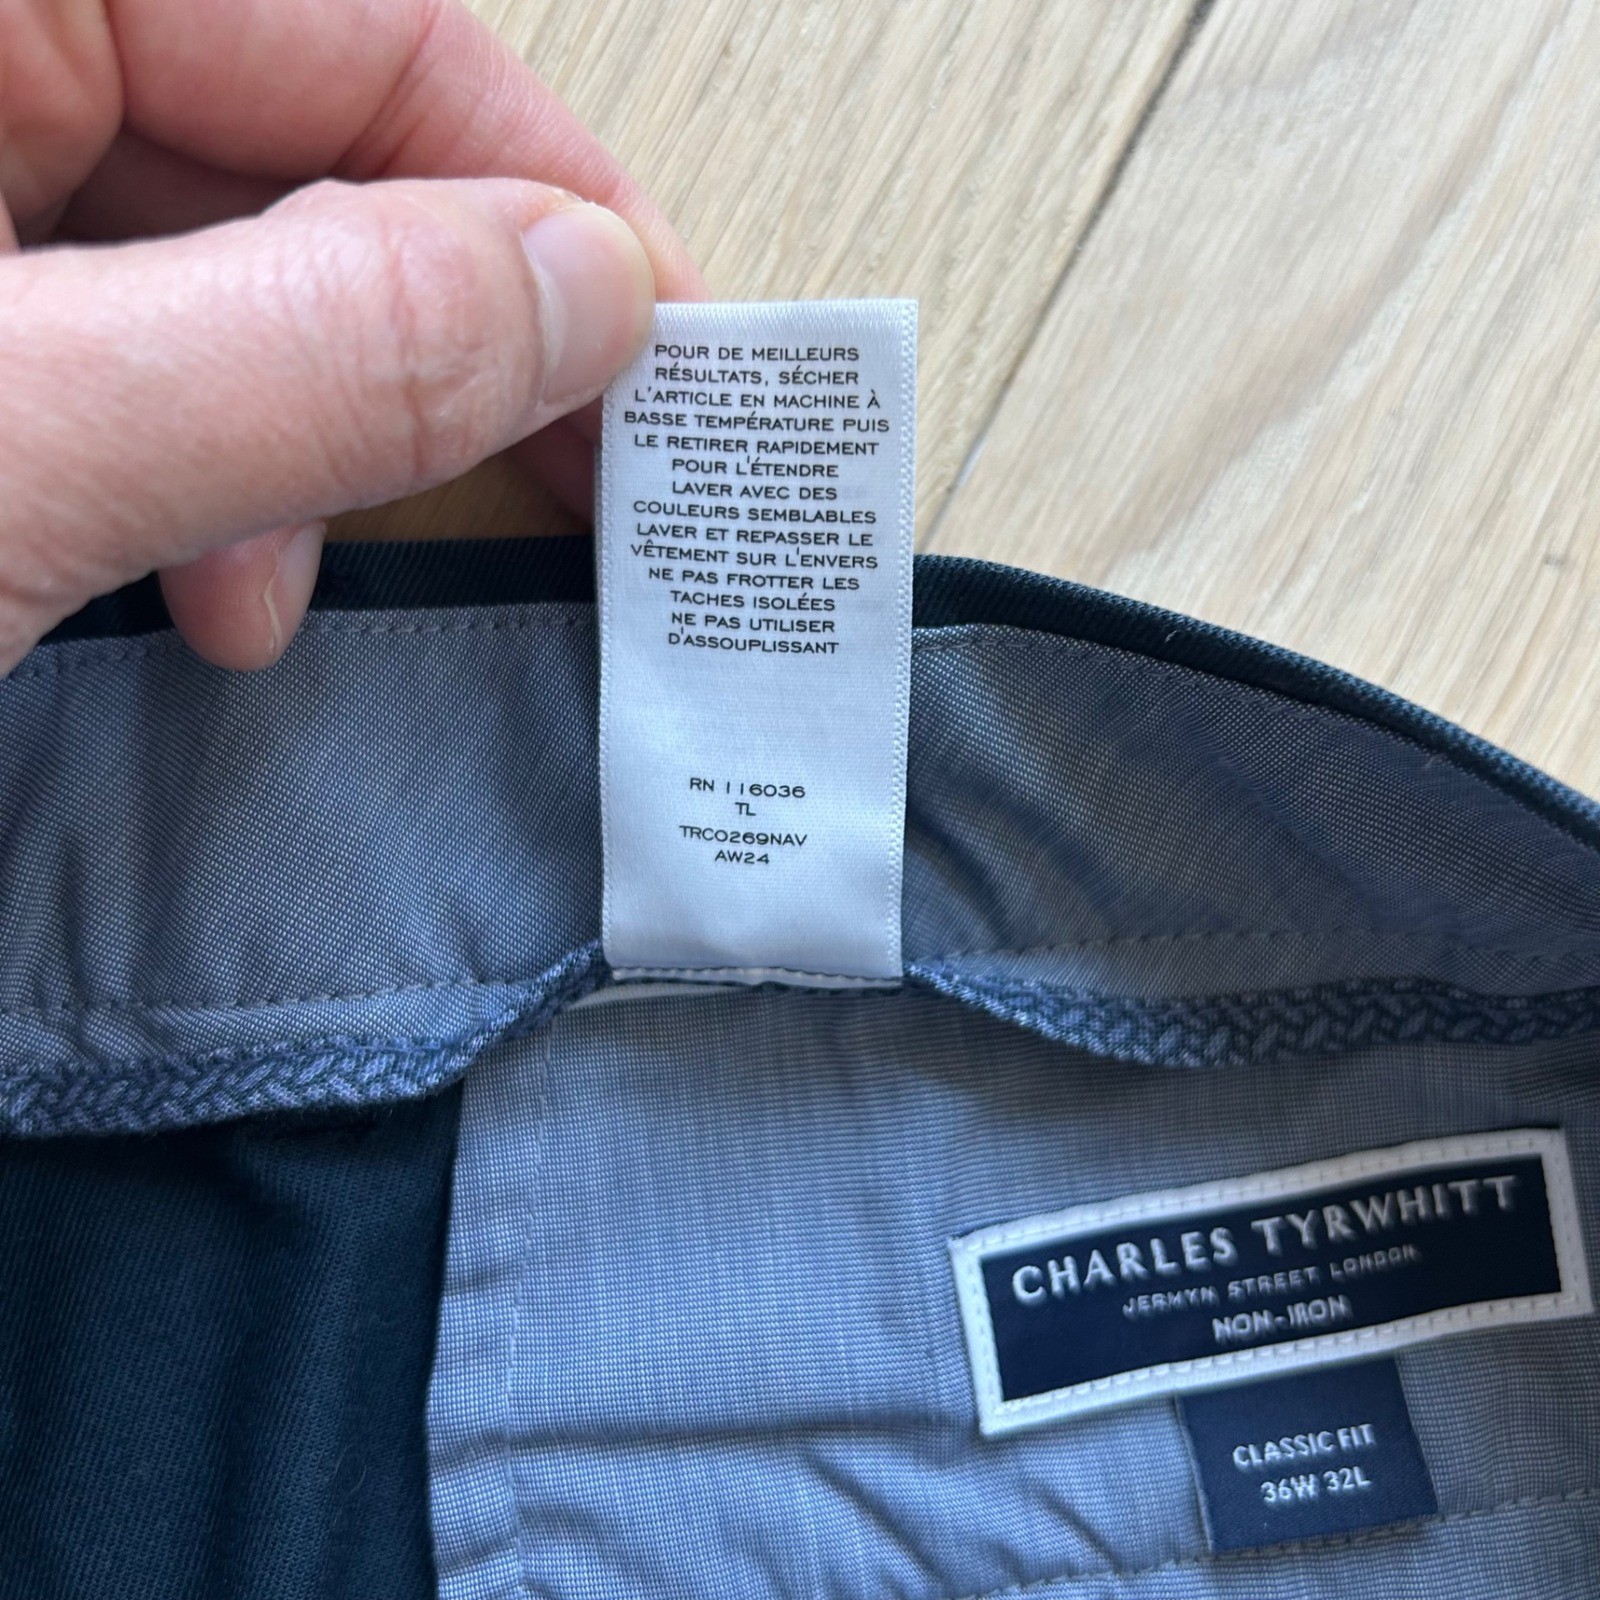 POUR DE MEILLEURS
RÉSULTATS, SÉCHER
L'ARTICLE EN MACHINE À
BASSE TEMPÉRATURE PUIS
LE RETIRER RAPIDEMENT
POUR L'ÉTENDRE
LAVER AVEC DES
COULEURS SEMBLABLES
LAVER ET REPASSER LE
VÊTEMENT SUR L'ENVERS
NE PAS FROTTER LES
TACHES ISOLÉES
NE PAS UTILISER
D'ASSOUPLISSANT
RN 116036
TL
TRC0269NAV
AW24
CHARLES TYRWHITT
JERMYN STREET LONDON
NON-IRON
CLASSIC FIT
36W 32L